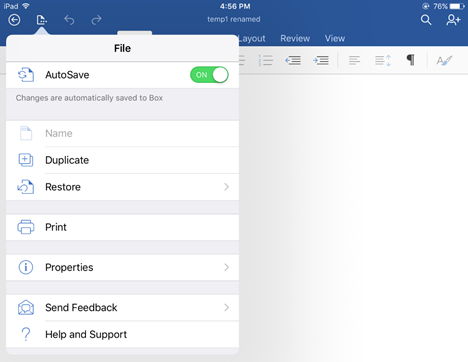 iPad 4:56 PM 76%
temp1 renamed
Layout Review View
File
AutoSave ON
Changes are automatically saved to Box
Name
Duplicate
Restore
Print
Properties
Send Feedback
Help and Support